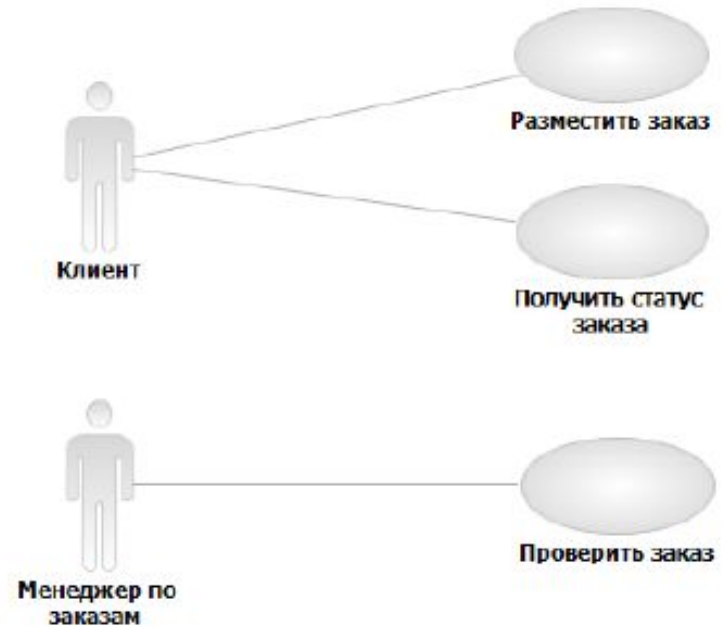 Разместить заказ
Клиент
Получить статус
заказа
Менеджер по
заказам
Проверить заказ